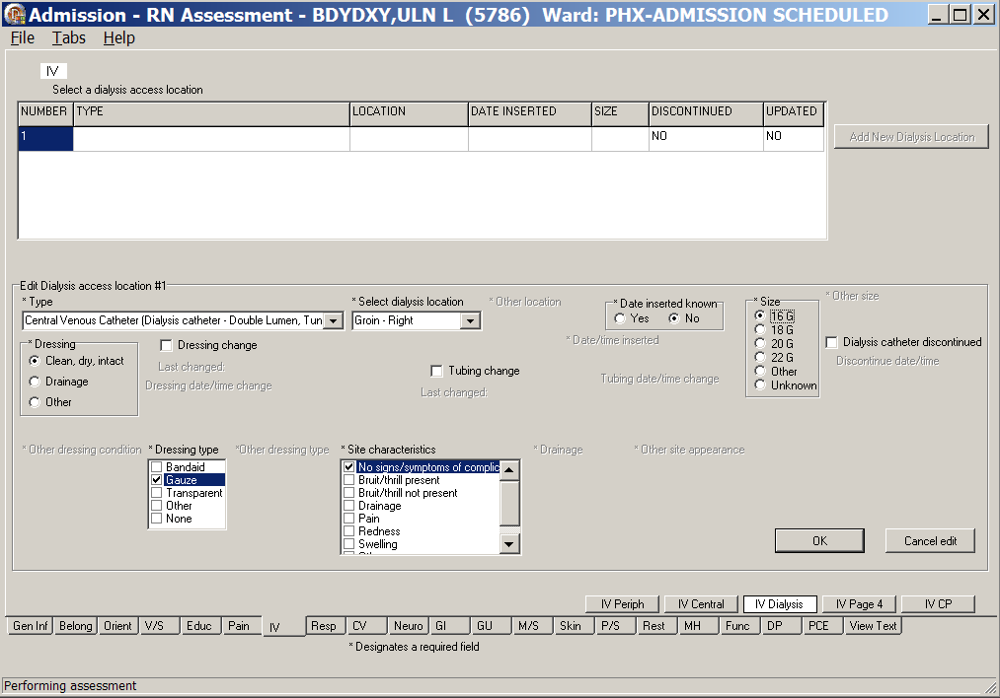 Admission - RN Assessment - BDYDXY,ULN L (5786) Ward: PHX-ADMISSION SCHEDULED
File Tabs Help
IV
Select a dialysis access location
NUMBER TYPE LOCATION DATE INSERTED SIZE DISCONTINUED UPDATED
1 NO NO
Add New Dialysis Location
Edit Dialysis access location #1
* Type * Select dialysis location * Other location * Date inserted known * Size * Other size
Central Venous Catheter (Dialysis catheter - Double Lumen, Tun Groin - Right Yes No 16 G
18 G
* Dressing Dressing change * Date/time inserted 20 G Dialysis catheter discontinued
Clean, dry, intact Last changed: 22 G Discontinue date/time
Drainage Dressing date/time change Tubing change Tubing date/time change Other
Other Last changed: Unknown
* Other dressing condition * Dressing type *Other dressing type * Site characteristics * Drainage * Other site appearance
Bandaid No signs/symptoms of complic
Gauze Bruit/thrill present
Transparent Bruit/thrill not present
Other Drainage
None Pain
Redness
Swelling
OK Cancel edit
IV Periph IV Central IV Dialysis IV Page 4 IV CP
Gen Inf Belong Orient V/S Educ Pain IV Resp CV Neuro GI GU M/S Skin P/S Rest MH Func DP PCE View Text
* Designates a required field
Performing assessment